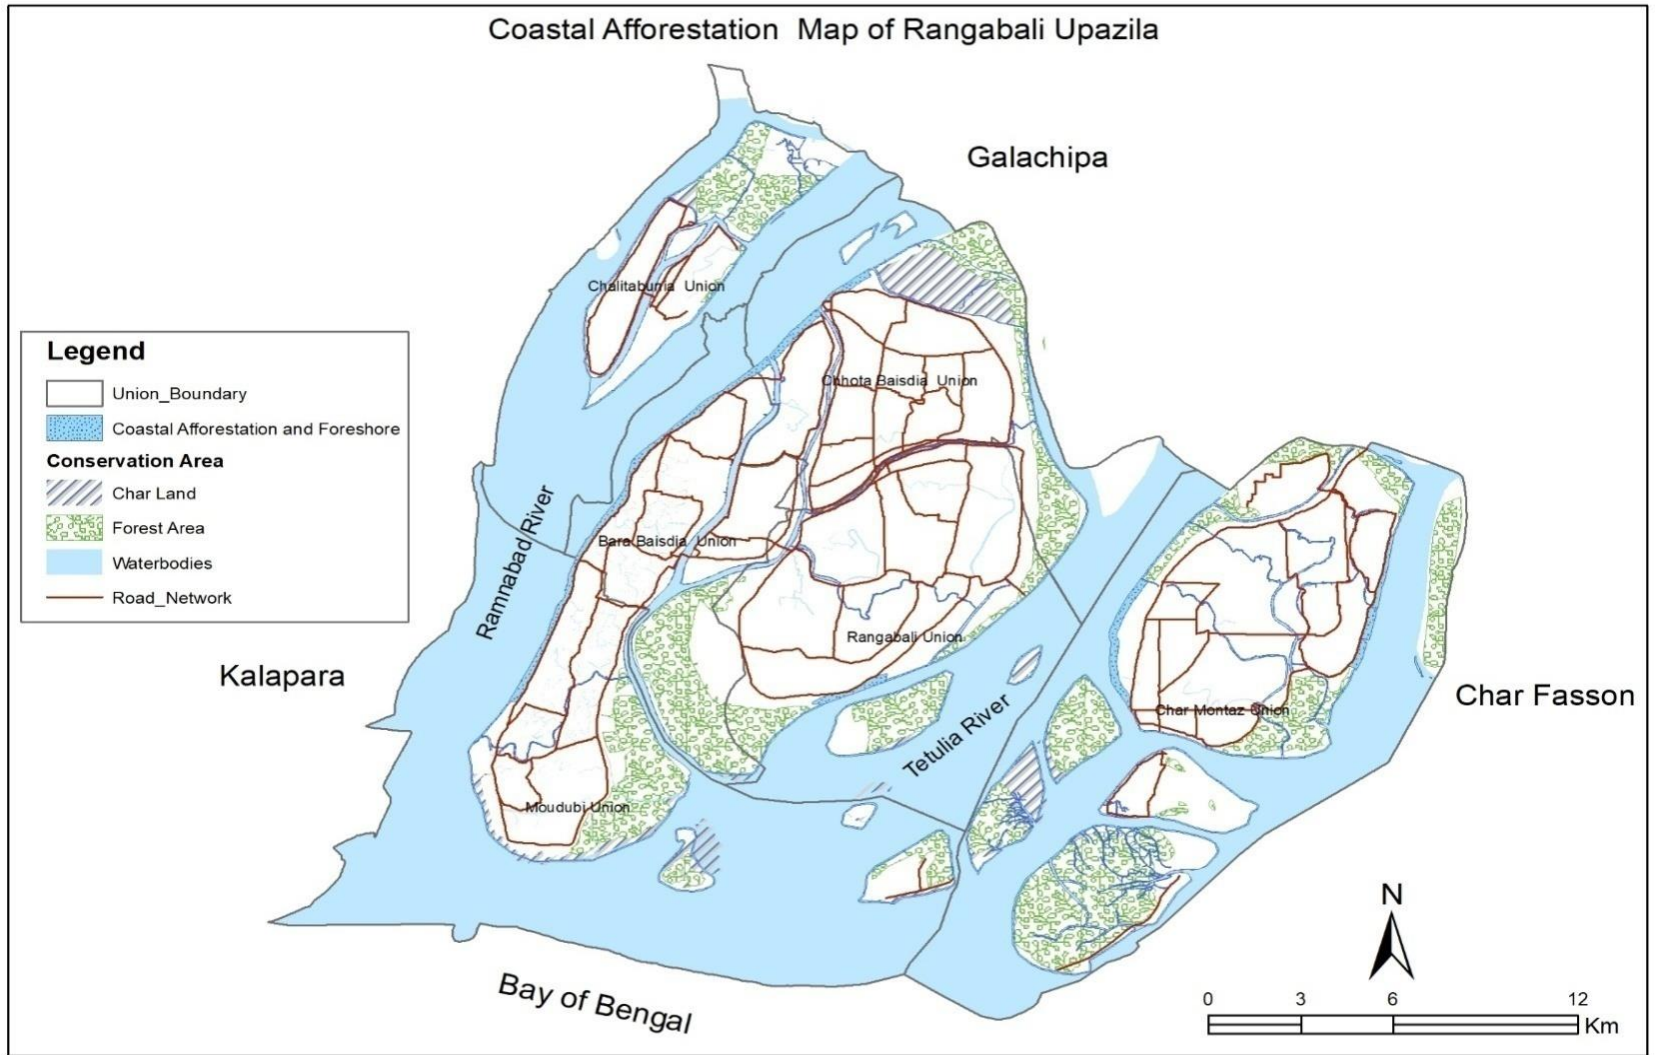 Coastal Afforestation Map of Rangabali Upazila
Galachipa
Chalitabunia Union
Legend
Union_Boundary
Coastal Afforestation and Foreshore
Conservation Area
Char Land
Forest Area
Waterbodies
Road_Network
Chhota Baisdia Union
Ramnabad River
Bara Baisdia Union
Rangabali Union
Kalapara
Char Fasson
Char Montaz Union
Tetulia River
Moudubi Union
Bay of Bengal
N
0 3 6 12
Km